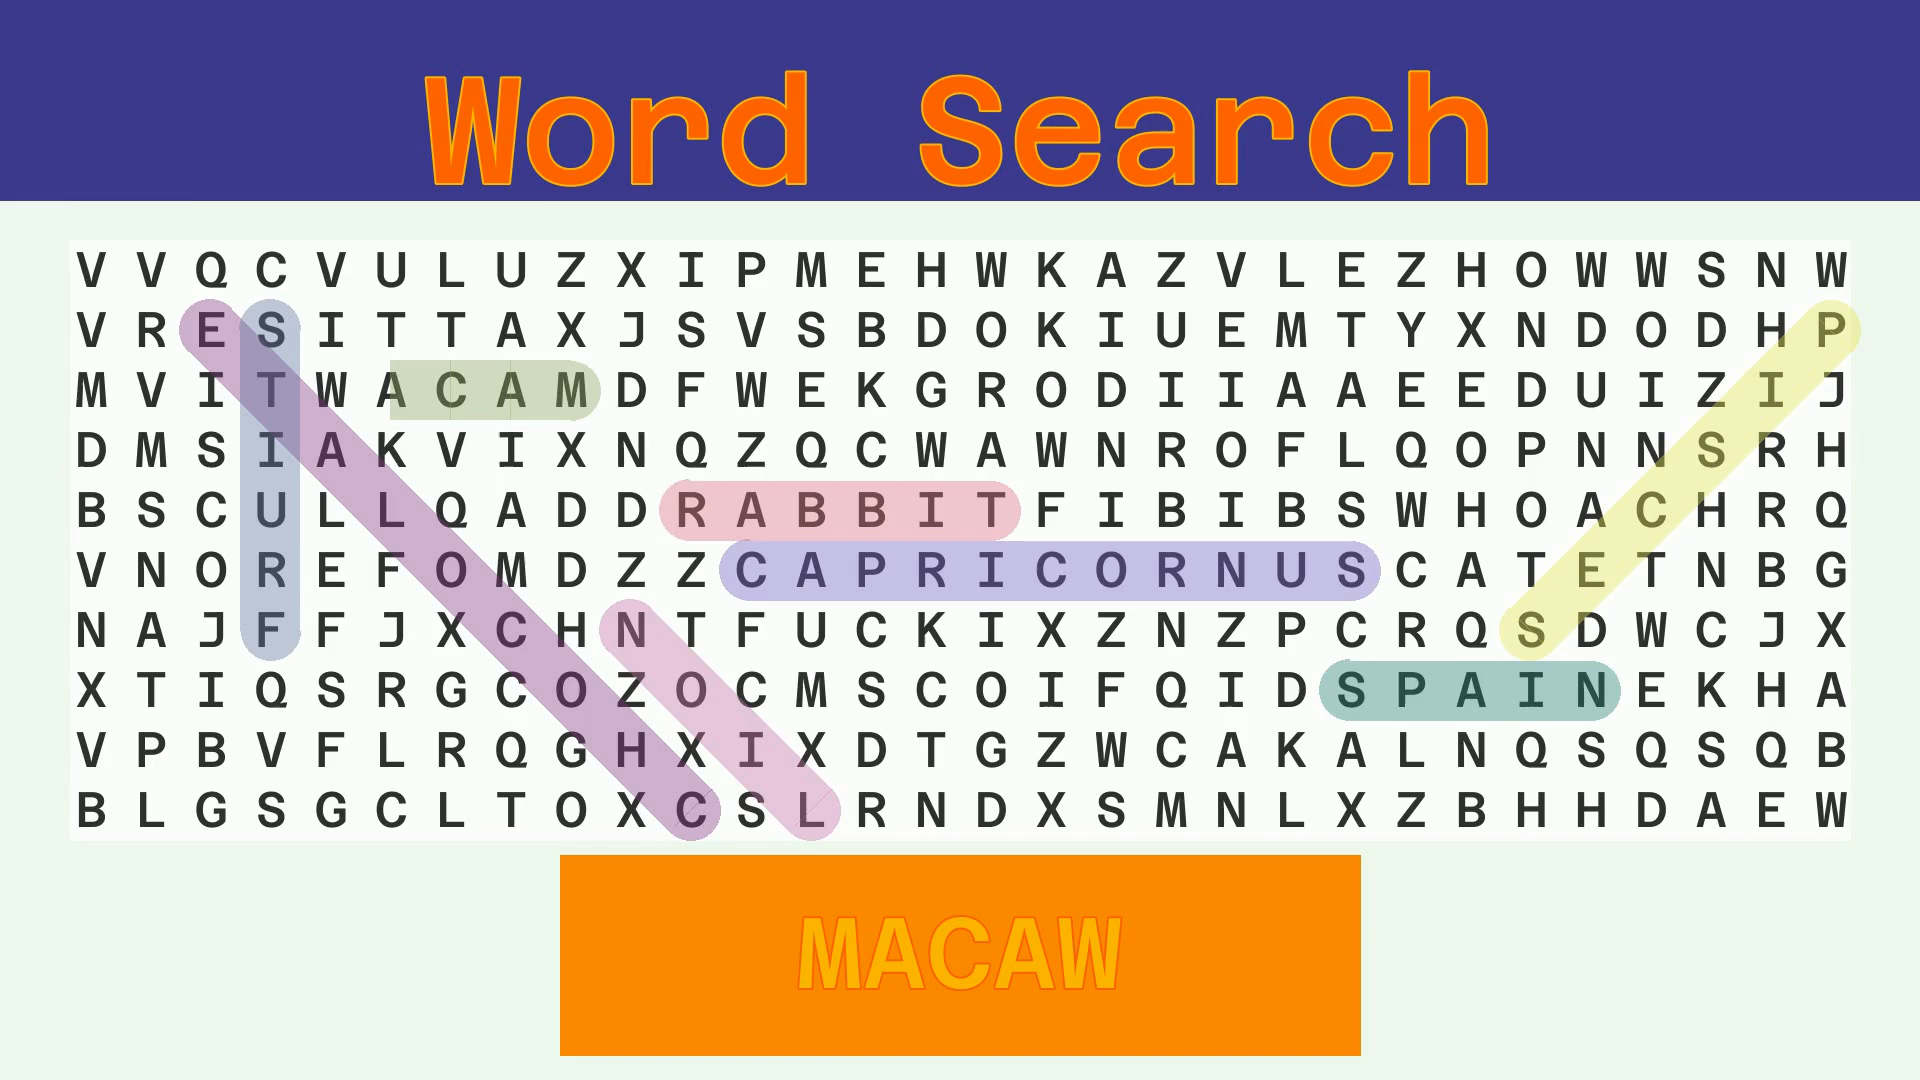 Word Search
V V Q C V U L U Z X I P M E H W K A Z V L E Z H O W W S N W
V R E S I T T A X J S V S B D O K I U E M T Y X N D O D H P
M V I T W A C A M D F W E K G R O D I I A A E E D U I Z I J
D M S I A K V I X N Q Z Q C W A W N R O F L Q O P N N S R H
B S C U L L Q A D D R A B B I T F I B I B S W H O A C H R Q
V N O R E F O M D Z Z C A P R I C O R N U S C A T E T N B G
N A J F F J X C H N T F U C K I X Z N Z P C R Q S D W C J X
X T I Q S R G C O Z O C M S C O I F Q I D S P A I N E K H A
V P B V F L R Q G H X I X D T G Z W C A K A L N Q S Q S Q B
B L G S G C L T O X C S L R N D X S M N L X Z B H H D A E W
MACAW